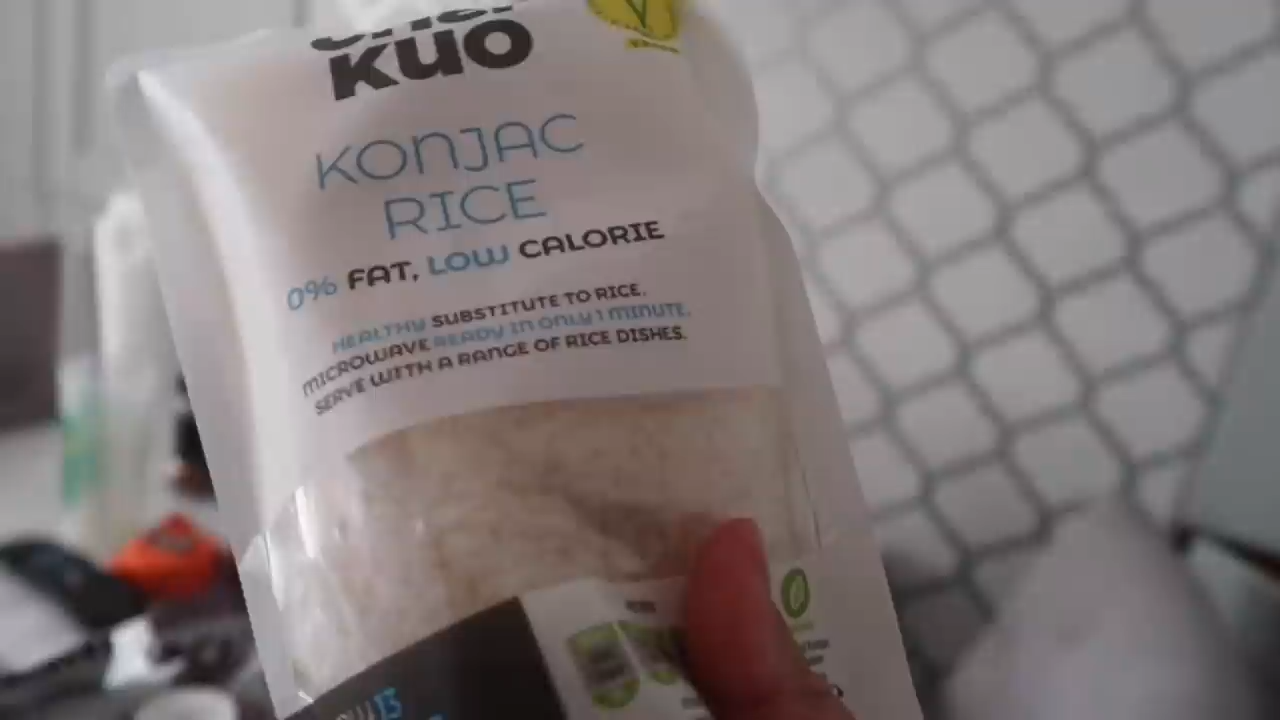 KUO
KONJAC
RICE
0% FAT, LOW CALORIE
HEALTHY SUBSTITUTE TO RICE.
MICROWAVE READY IN ONLY 1 MINUTE.
SERVE WITH A RANGE OF RICE DISHES.